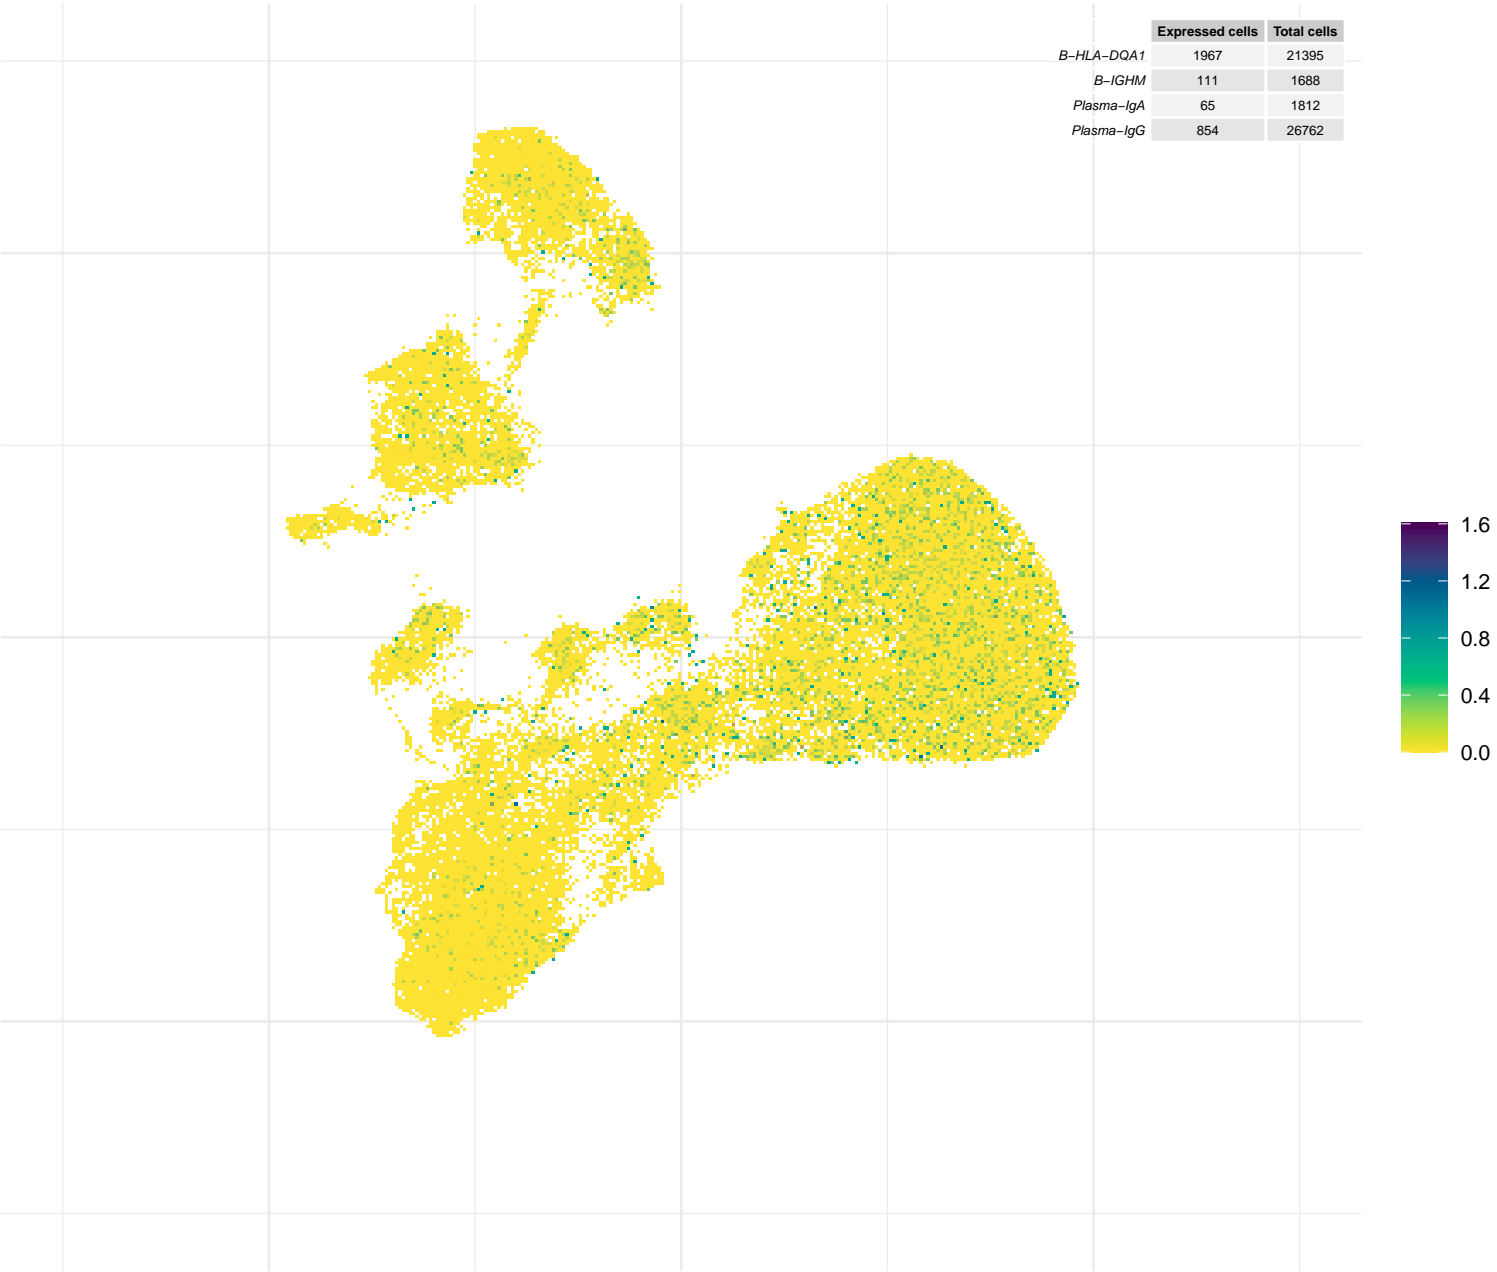 Expressed cells Total cells
B−HLA−DQA1 1967 21395
B−IGHM 111 1688
Plasma−IgA 65 1812
Plasma−IgG 854 26762
1.6
1.2
0.8
0.4
0.0